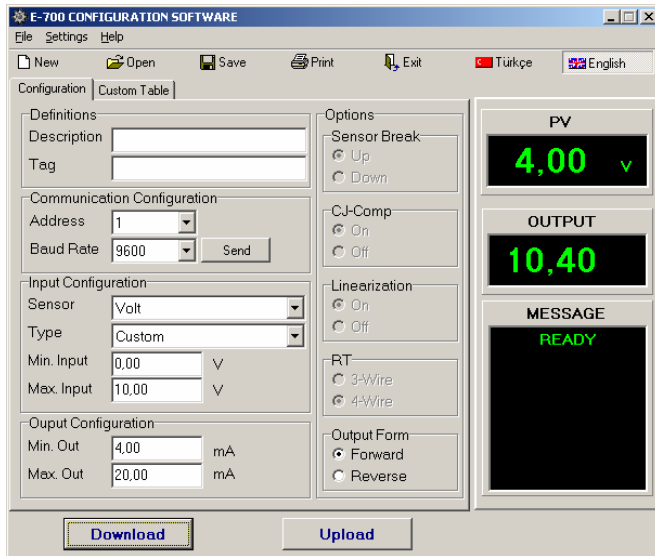 E-700 CONFIGURATION SOFTWARE
File Settings Help
New Open Save Print Exit Türkçe English
Configuration Custom Table
Definitions
Description
Tag
Communication Configuration
Address 1
Baud Rate 9600 Send
Input Configuration
Sensor Volt
Type Custom
Min. Input 0,00 V
Max. Input 10,00 V
Ouput Configuration
Min. Out 4,00 mA
Max. Out 20,00 mA
Options
Sensor Break
Up
Down
CJ-Comp
On
Off
Linearization
On
Off
RT
3-Wire
4-Wire
Output Form
Forward
Reverse
PV
4,00 V
OUTPUT
10,40
MESSAGE
READY
Download Upload